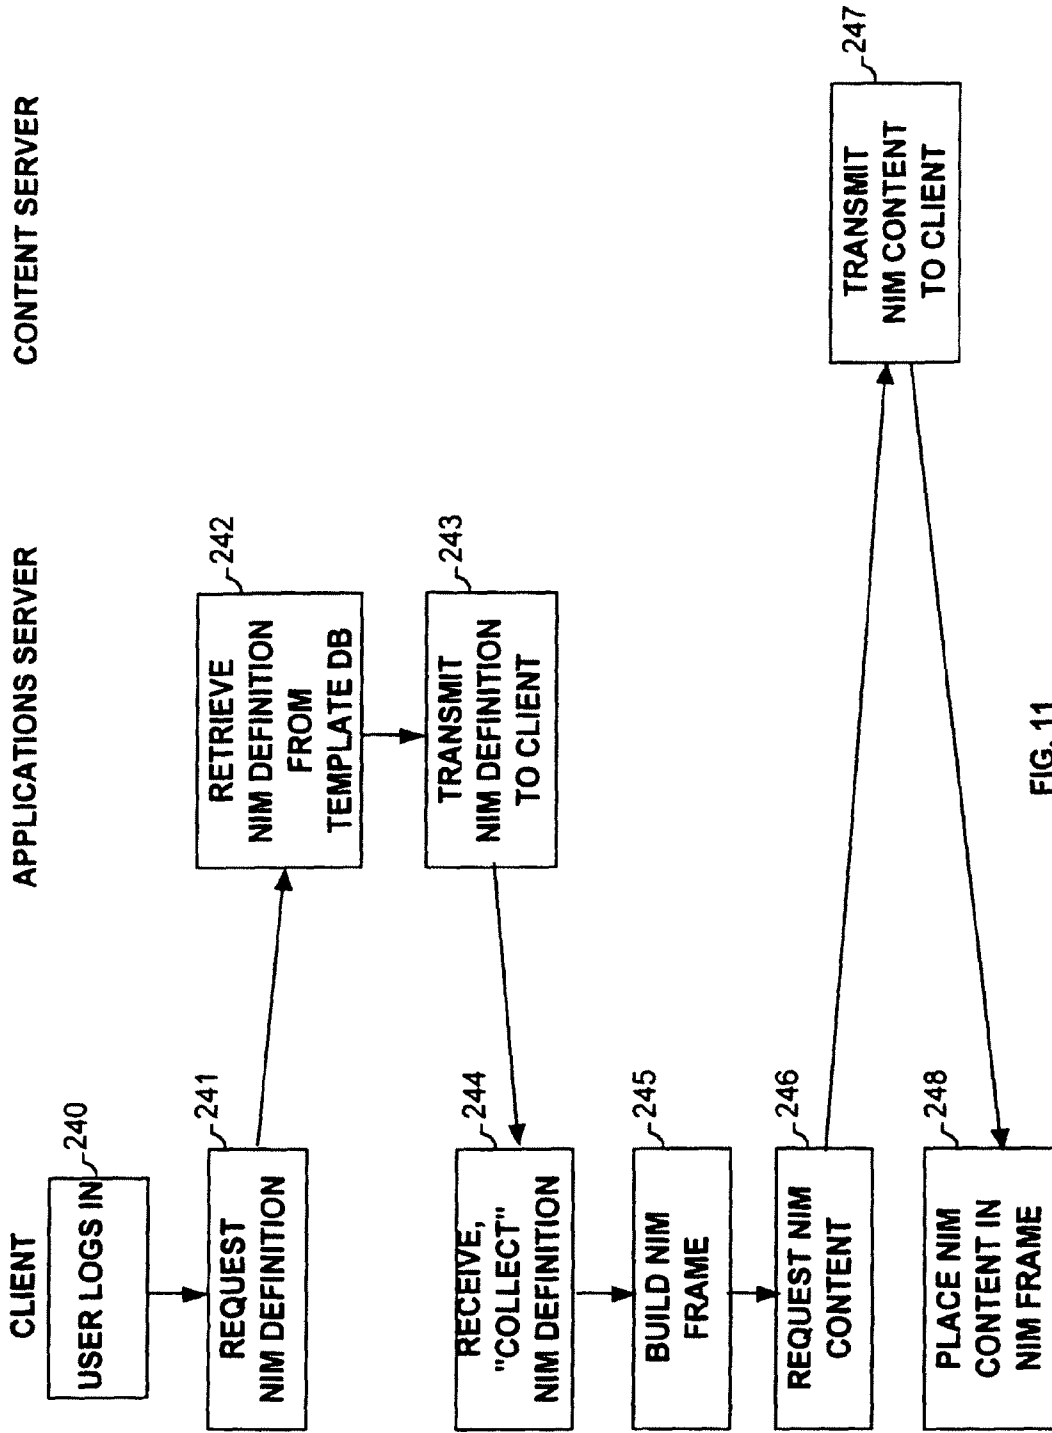 CLIENT
APPLICATIONS SERVER
CONTENT SERVER
USER LOGS IN
240
REQUEST
NIM DEFINITION
241
RETRIEVE
NIM DEFINITION
FROM
TEMPLATE DB
242
TRANSMIT
NIM DEFINITION
TO CLIENT
243
RECEIVE,
"COLLECT"
NIM DEFINITION
244
BUILD NIM
FRAME
245
REQUEST NIM
CONTENT
246
TRANSMIT
NIM CONTENT
TO CLIENT
247
PLACE NIM
CONTENT IN
NIM FRAME
248
FIG. 11